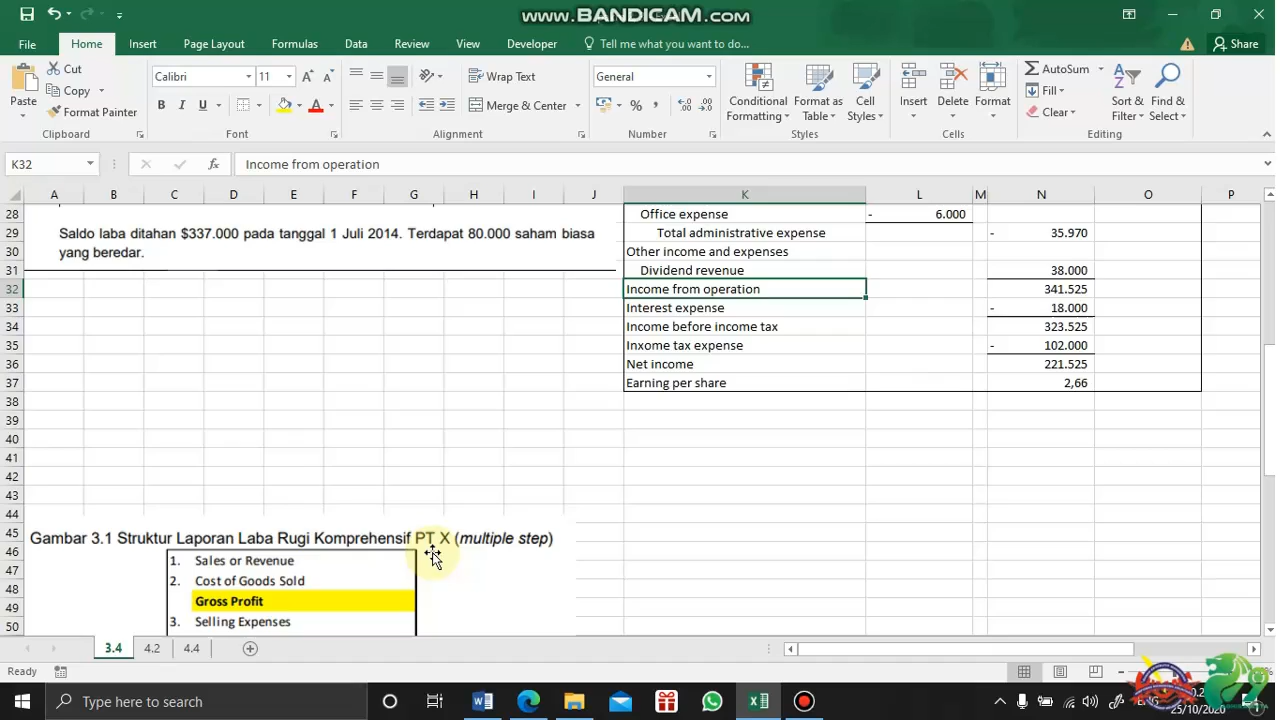 www.BANDICAM.com
File Home Insert Page Layout Formulas Data Review View Developer Tell me what you want to do... Share
Paste Cut Copy Format Painter Clipboard
Calibri 11 Font
Wrap Text Merge & Center Alignment
General Number
Conditional Formatting Format as Table Cell Styles Styles
Insert Delete Format Cells
AutoSum Fill Clear Sort & Filter Find & Select Editing
K32 Income from operation
A B C D E F G H I J K L M N O P
28 Office expense - 6.000
29 Saldo laba ditahan $337.000 pada tanggal 1 Juli 2014. Terdapat 80.000 saham biasa Total administrative expense - 35.970
30 yang beredar. Other income and expenses
31 Dividend revenue 38.000
32 Income from operation 341.525
33 Interest expense - 18.000
34 Income before income tax 323.525
35 Inxome tax expense - 102.000
36 Net income 221.525
37 Earning per share 2,66
38
39
40
41
42
43
44
45 Gambar 3.1 Struktur Laporan Laba Rugi Komprehensif PT X (multiple step)
46 1. Sales or Revenue
47 2. Cost of Goods Sold
48
49 Gross Profit
50 3. Selling Expenses
3.4 4.2 4.4
Ready
Type here to search
25/10/2020